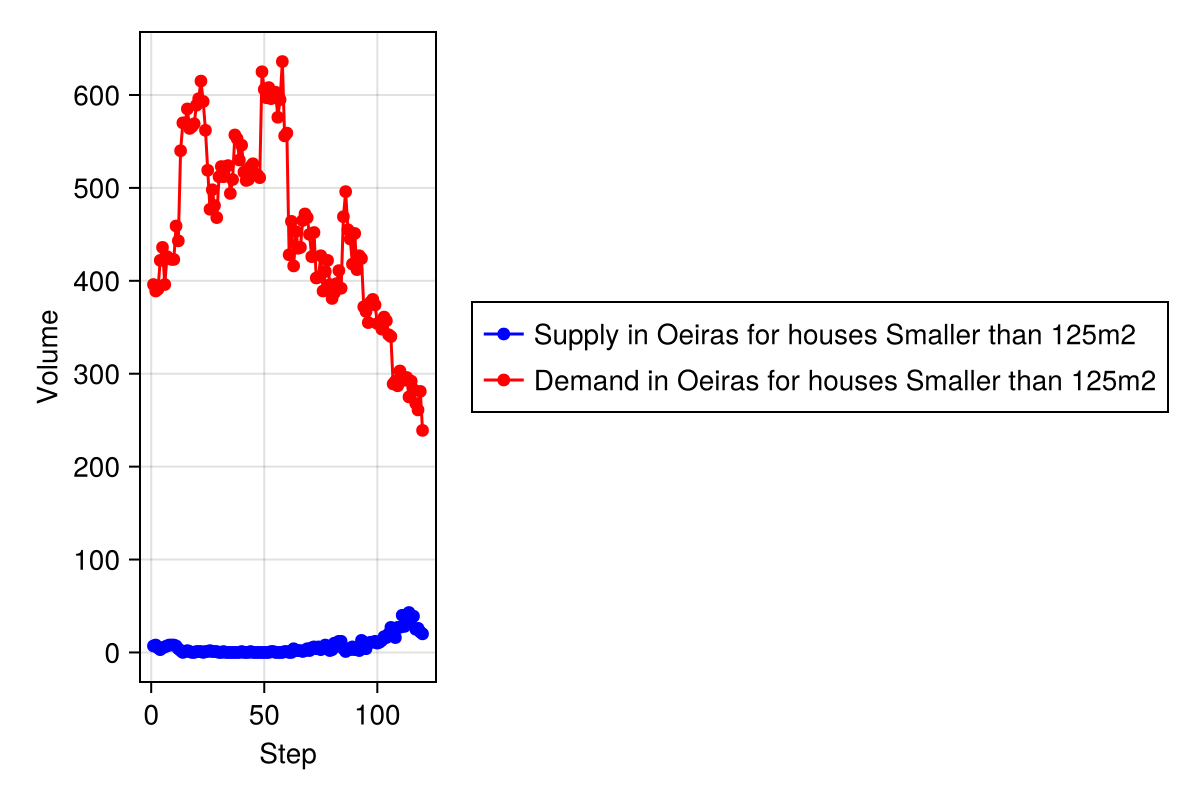 600
500
400
300
200
100
0
Volume
0 50 100
Step
Supply in Oeiras for houses Smaller than 125m2
Demand in Oeiras for houses Smaller than 125m2